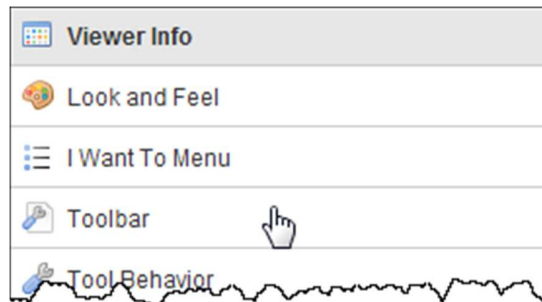 Viewer Info
Look and Feel
I Want To Menu
Toolbar
Tool Behavior